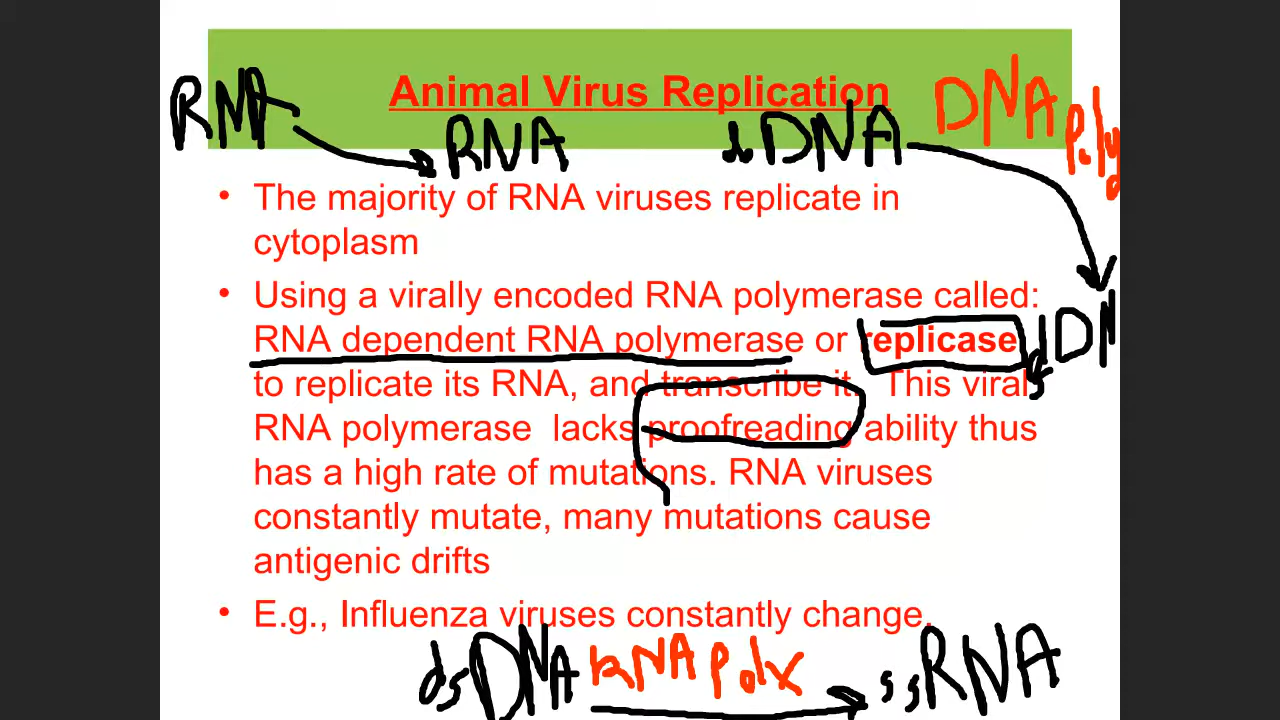 Animal Virus Replication
RNA
RNA
DNA
DNA
Poly
• The majority of RNA viruses replicate in
cytoplasm
• Using a virally encoded RNA polymerase called:
RNA dependent RNA polymerase or replicase
to replicate its RNA, and transcribe it. This viral
RNA polymerase lacks proofreading ability thus
has a high rate of mutations. RNA viruses
constantly mutate, many mutations cause
antigenic drifts
• E.g., Influenza viruses constantly change.
dsDNA RNA Polx ssRNA